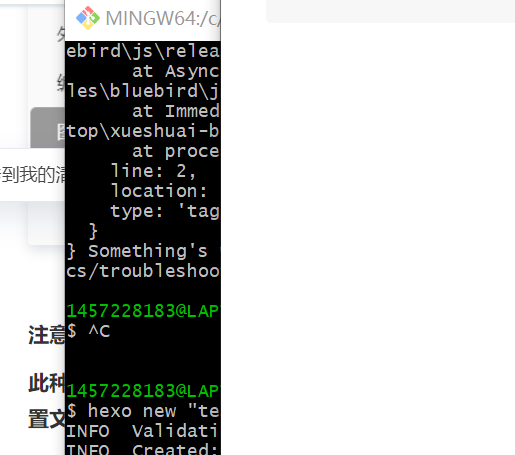 MINGW64:/c/
ebird\js\relea
at Async
les\bluebird\j
at Immed
top\xueshuai-b
at proce
line: 2,
location:
type: 'tag
}
} Something's
cs/troubleshoo
1457228183@LAP
$ ^C
1457228183@LAP
$ hexo new "te
INFO Validati
INFO Created:
到我的清
注意
此种
置文